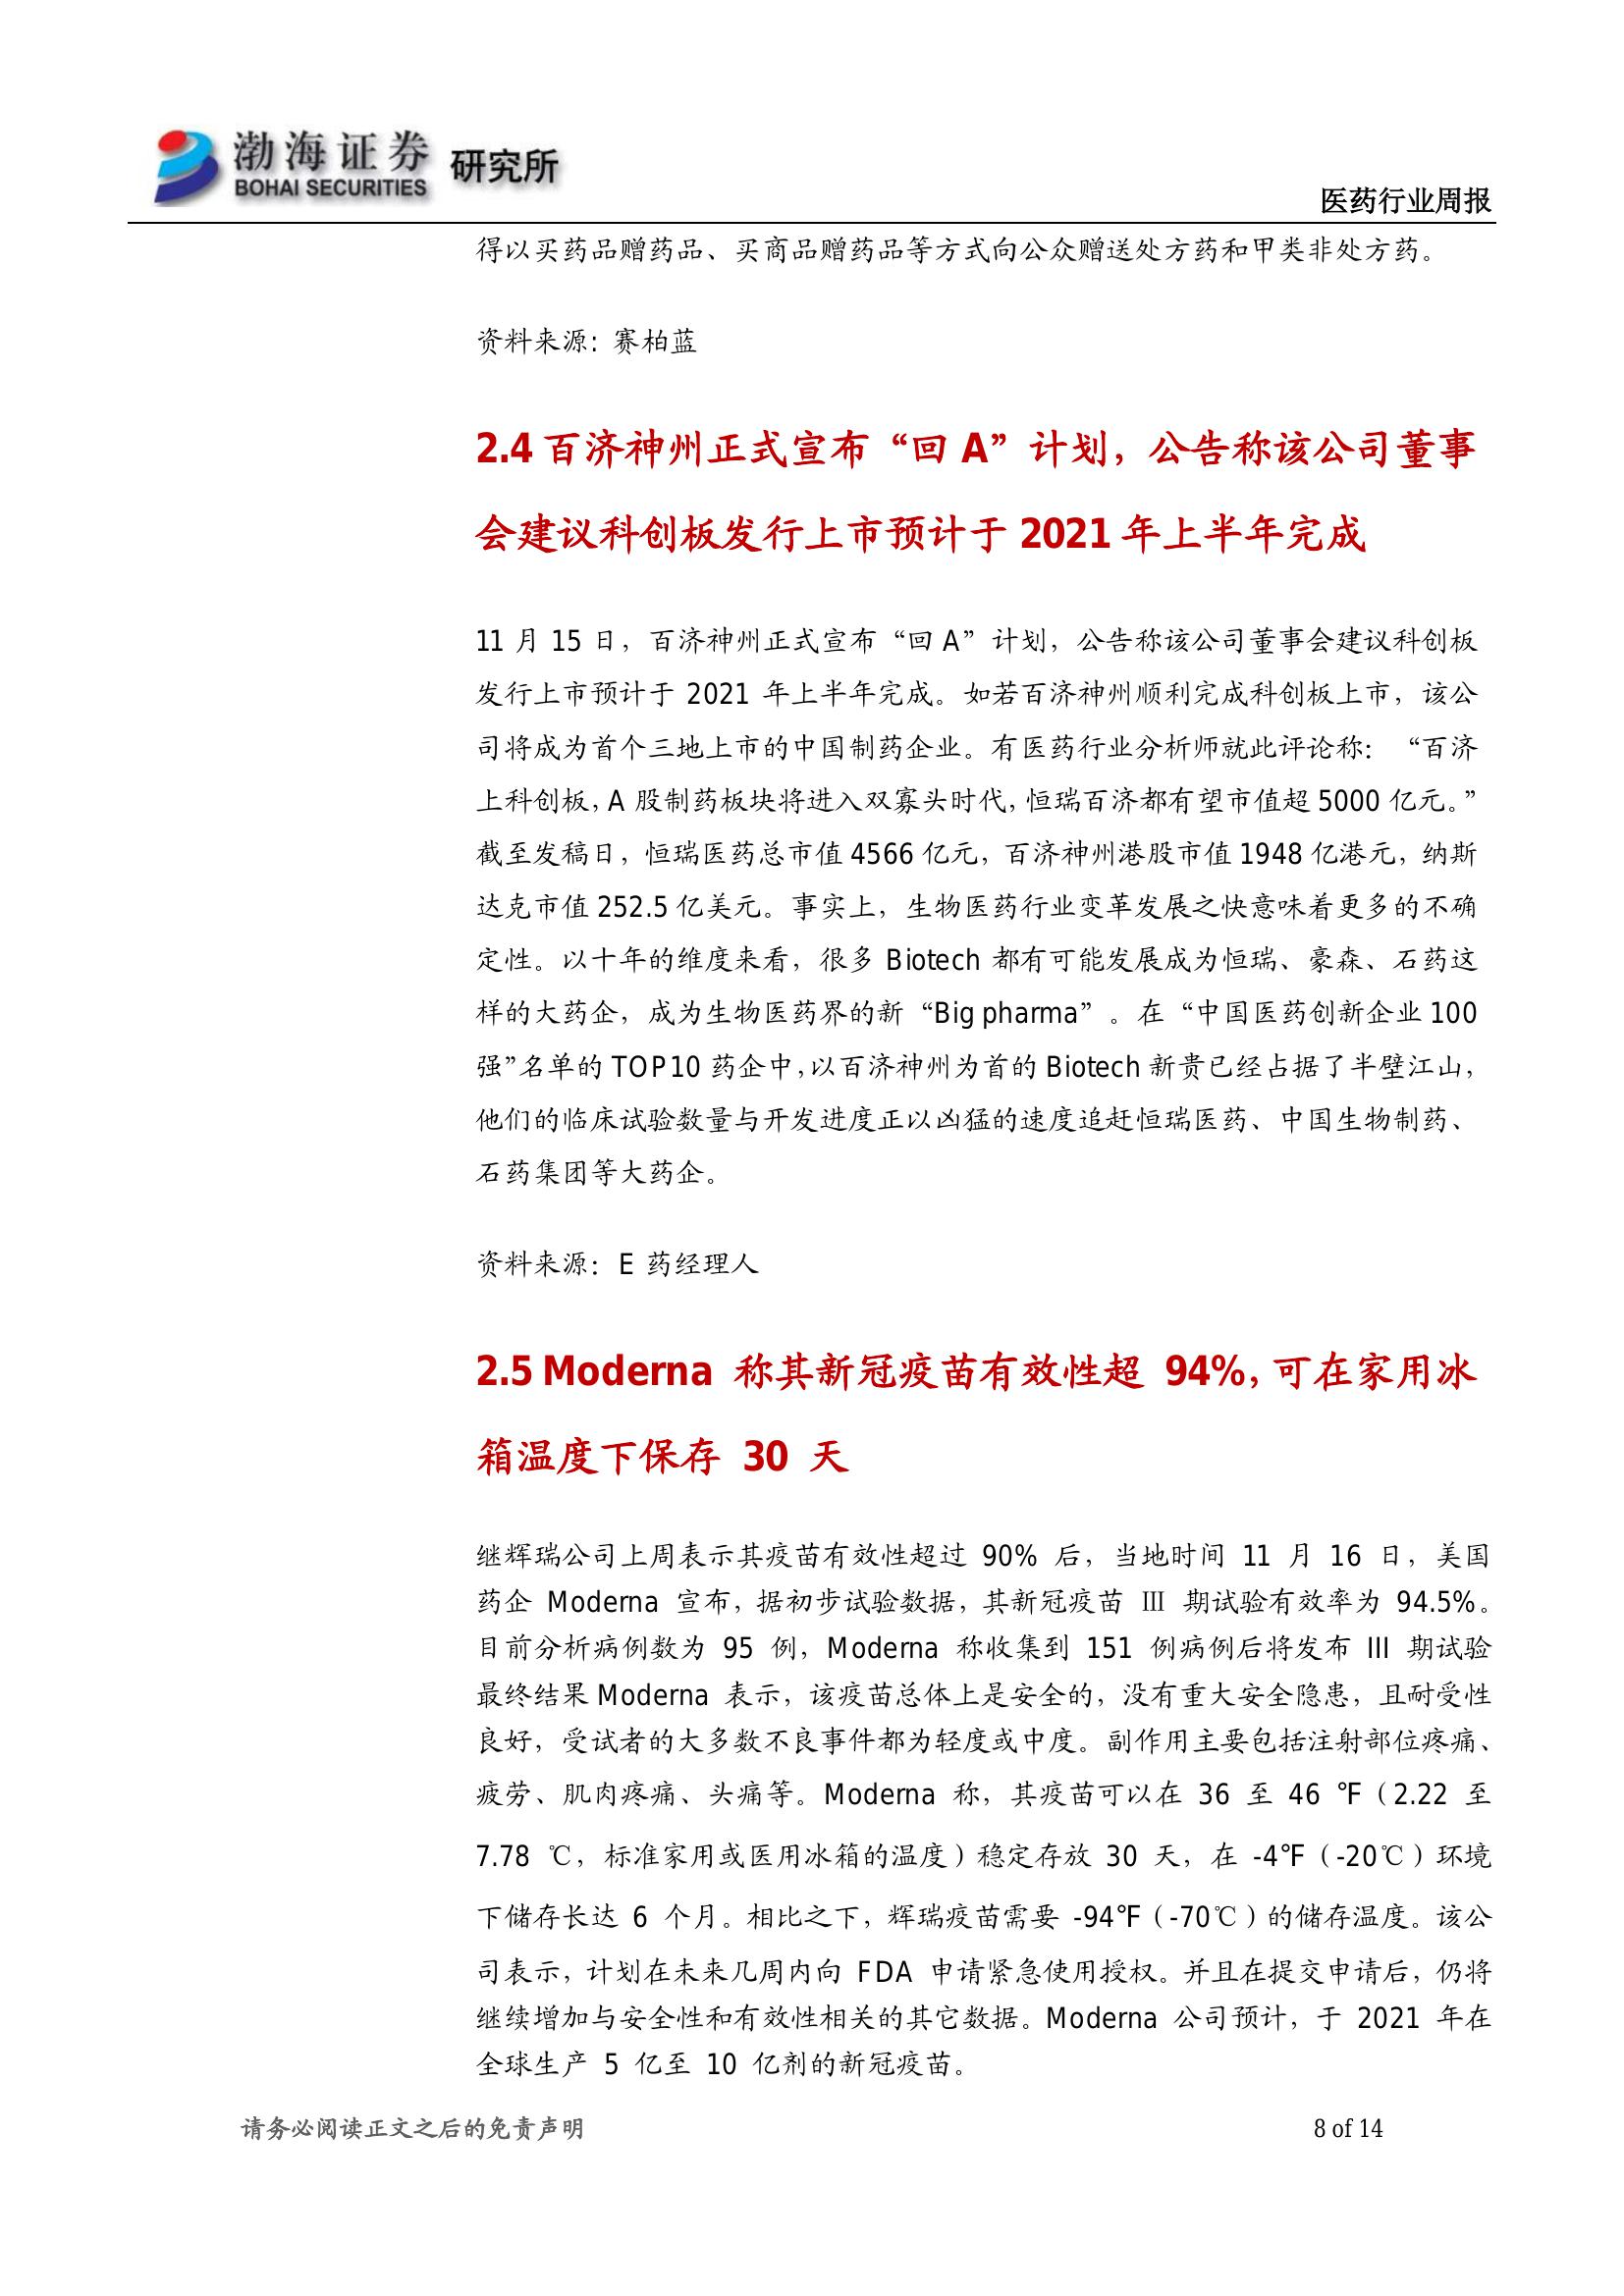 渤海证券
BOHAI SECURITIES
研究所
医药行业周报
得以买药品赠药品、买商品赠药品等方式向公众赠送处方药和甲类非处方药。
资料来源：赛柏蓝
2.4 百济神州正式宣布“回 A”计划，公告称该公司董事
会建议科创板发行上市预计于 2021 年上半年完成
11 月 15 日，百济神州正式宣布“回 A”计划，公告称该公司董事会建议科创板
发行上市预计于 2021 年上半年完成。如若百济神州顺利完成科创板上市，该公
司将成为首个三地上市的中国制药企业。有医药行业分析师就此评论称：“百济
上科创板，A 股制药板块将进入双寡头时代，恒瑞百济都有望市值超 5000 亿元。”
截至发稿日，恒瑞医药总市值 4566 亿元，百济神州港股市值 1948 亿港元，纳斯
达克市值 252.5 亿美元。事实上，生物医药行业变革发展之快意味着更多的不确
定性。以十年的维度来看，很多 Biotech 都有可能发展成为恒瑞、豪森、石药这
样的大药企，成为生物医药界的新“Big pharma”。在“中国医药创新企业 100
强”名单的 TOP10 药企中，以百济神州为首的 Biotech 新贵已经占据了半壁江山，
他们的临床试验数量与开发进度正以凶猛的速度追赶恒瑞医药、中国生物制药、
石药集团等大药企。
资料来源：E 药经理人
2.5 Moderna 称其新冠疫苗有效性超 94%，可在家用冰
箱温度下保存 30 天
继辉瑞公司上周表示其疫苗有效性超过 90% 后，当地时间 11 月 16 日，美国
药企 Moderna 宣布，据初步试验数据，其新冠疫苗 Ⅲ 期试验有效率为 94.5%。
目前分析病例数为 95 例，Moderna 称收集到 151 例病例后将发布 III 期试验
最终结果 Moderna 表示，该疫苗总体上是安全的，没有重大安全隐患，且耐受性
良好，受试者的大多数不良事件都为轻度或中度。副作用主要包括注射部位疼痛、
疲劳、肌肉疼痛、头痛等。Moderna 称，其疫苗可以在 36 至 46 ℉（2.22 至
7.78 ℃，标准家用或医用冰箱的温度）稳定存放 30 天，在 -4℉（-20℃）环境
下储存长达 6 个月。相比之下，辉瑞疫苗需要 -94℉（-70℃）的储存温度。该公
司表示，计划在未来几周内向 FDA 申请紧急使用授权。并且在提交申请后，仍将
继续增加与安全性和有效性相关的其它数据。Moderna 公司预计，于 2021 年在
全球生产 5 亿至 10 亿剂的新冠疫苗。
请务必阅读正文之后的免责声明
8 of 14